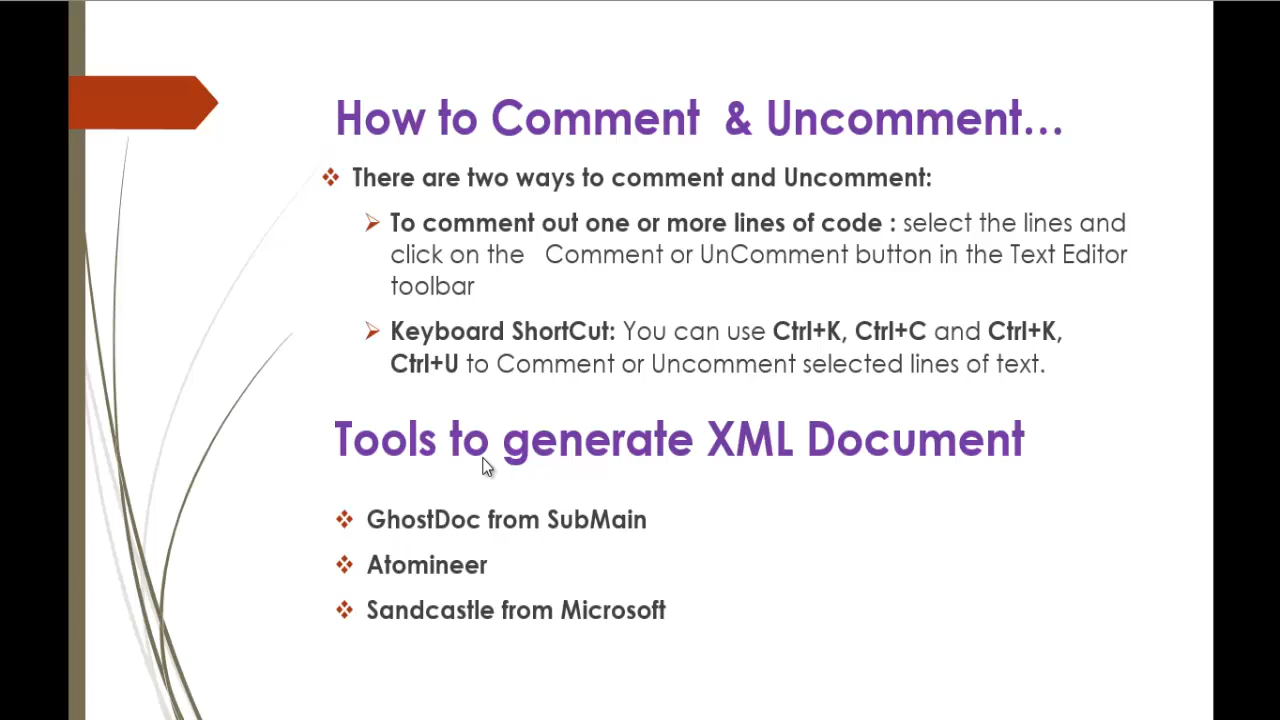 How to Comment & Uncomment...
There are two ways to comment and Uncomment:
To comment out one or more lines of code : select the lines and
click on the Comment or UnComment button in the Text Editor
toolbar
Keyboard ShortCut: You can use Ctrl+K, Ctrl+C and Ctrl+K,
Ctrl+U to Comment or Uncomment selected lines of text.
Tools to generate XML Document
GhostDoc from SubMain
Atomineer
Sandcastle from Microsoft